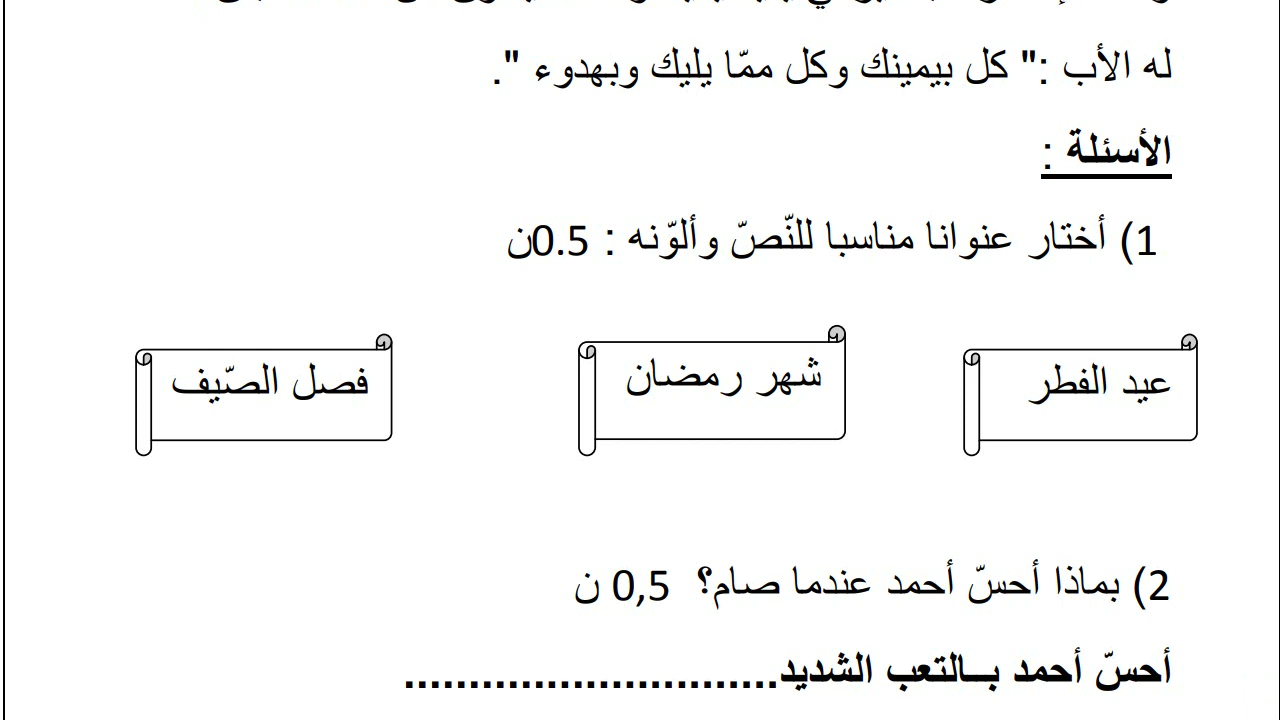 له الأب :" كل بيمينك وكل ممّا يليك وبهدوء ".
الأسئلة :
1) أختار عنوانا مناسبا للنّصّ وألوّنه : 0.5ن
عيد الفطر
شهر رمضان
فصل الصّيف
2) بماذا أحسّ أحمد عندما صام؟ 0,5 ن
أحسّ أحمد بـــالتعب الشديد.............................